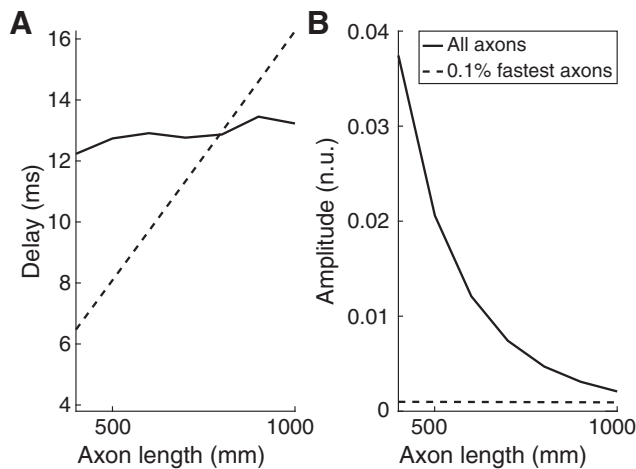 A
B
16
14
12
10
8
6
4
Delay (ms)
500
1000
Axon length (mm)
0.04
0.03
0.02
0.01
0
Amplitude (n.u.)
All axons
0.1% fastest axons
500
1000
Axon length (mm)